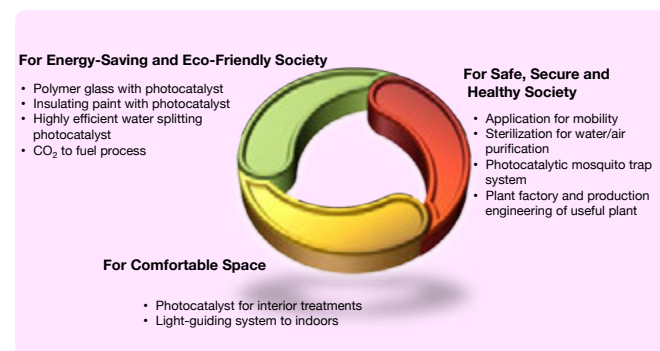 For Energy-Saving and Eco-Friendly Society
• Polymer glass with photocatalyst
• Insulating paint with photocatalyst
• Highly efficient water splitting
photocatalyst
• CO₂ to fuel process
For Safe, Secure and
Healthy Society
• Application for mobility
• Sterilization for water/air
purification
• Photocatalytic mosquito trap
system
• Plant factory and production
engineering of useful plant
For Comfortable Space
• Photocatalyst for interior treatments
• Light-guiding system to indoors